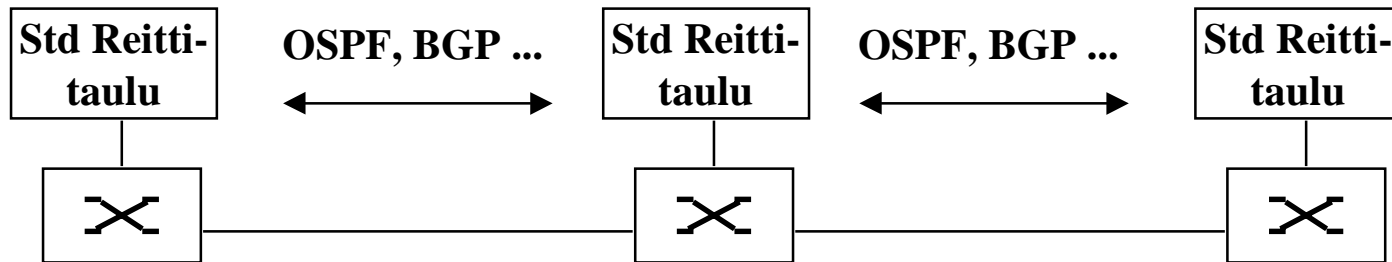 Std Reitti-
taulu
OSPF, BGP ...
Std Reitti-
taulu
OSPF, BGP ...
Std Reitti-
taulu